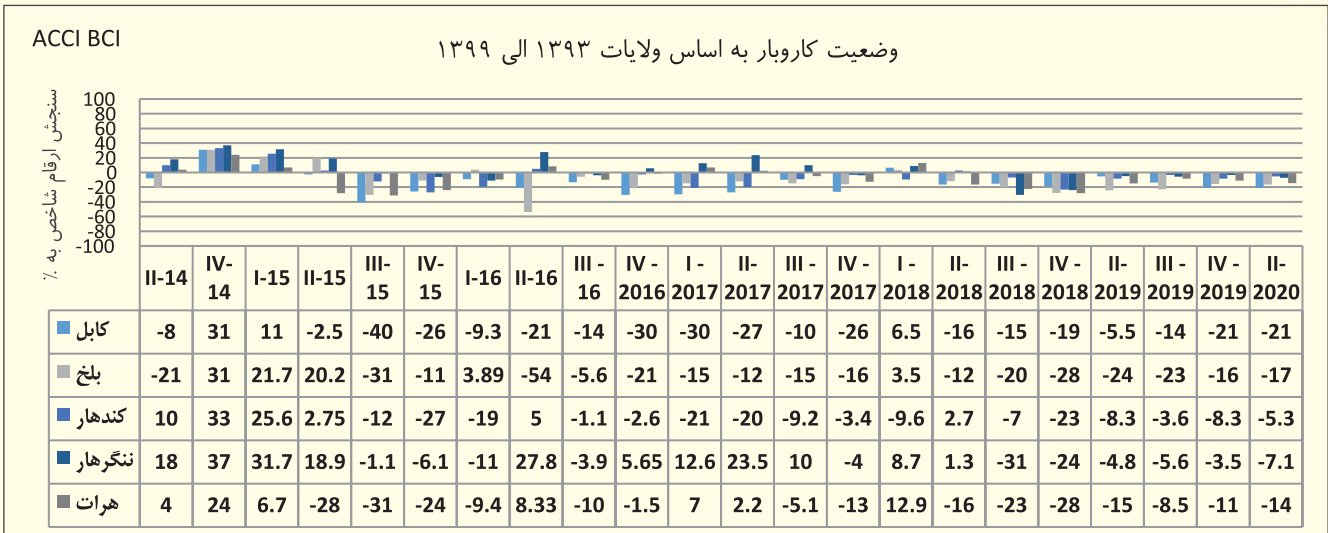 ACCI BCI
وضعیت کاروبار به اساس ولایات ۱۳۹۳ الی ۱۳۹۹
سنجش ارقام شاخص به ٪
100
80
60
40
20
0
-20
-40
-60
-80
-100
II-14 IV-14 I-15 II-15 III-15 IV-15 I-16 II-16 III - 16 IV - 2016 I - 2017 II- 2017 III - 2017 IV - 2017 I - 2018 II- 2018 III - 2018 IV - 2018 II- 2019 III - 2019 IV - 2019 II- 2020
کابل -8 31 11 -2.5 -40 -26 -9.3 -21 -14 -30 -30 -27 -10 -26 6.5 -16 -15 -19 -5.5 -14 -21 -21
بلخ -21 31 21.7 20.2 -31 -11 3.89 -54 -5.6 -21 -15 -12 -15 -16 3.5 -12 -20 -28 -24 -23 -16 -17
کندهار 10 33 25.6 2.75 -12 -27 -19 5 -1.1 -2.6 -21 -20 -9.2 -3.4 -9.6 2.7 -7 -23 -8.3 -3.6 -8.3 -5.3
ننگرهار 18 37 31.7 18.9 -1.1 -6.1 -11 27.8 -3.9 5.65 12.6 23.5 10 -4 8.7 1.3 -31 -24 -4.8 -5.6 -3.5 -7.1
هرات 4 24 6.7 -28 -31 -24 -9.4 8.33 -10 -1.5 7 2.2 -5.1 -13 12.9 -16 -23 -28 -15 -8.5 -11 -14